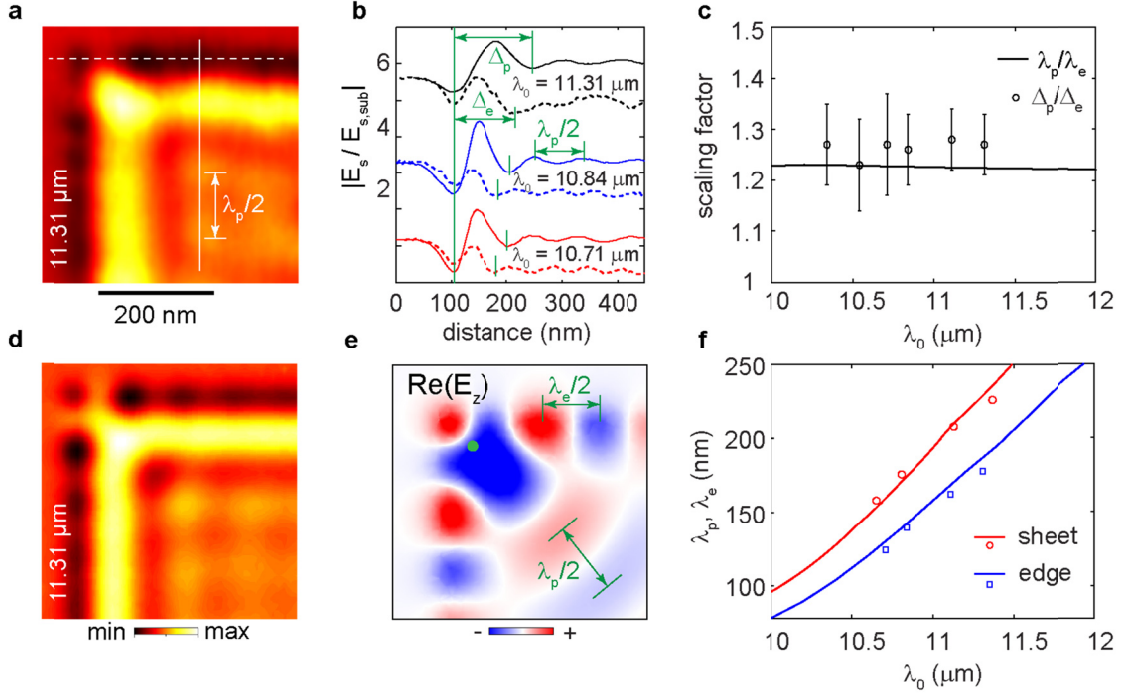 a
11.31 μm
λp/2
200 nm
b
|Es / Es,sub|
6
4
2
Δp
λ0 = 11.31 μm
Δe
λp/2
λ0 = 10.84 μm
λ0 = 10.71 μm
0 100 200 300 400
distance (nm)
c
scaling factor
1.5
1.4
1.3
1.2
1.1
1
λp/λe
Δp/Δe
10 10.5 11 11.5 12
λ0 (μm)
d
11.31 μm
min max
e
Re(Ez)
λe/2
λp/2
- +
f
λp, λe (nm)
250
200
150
100
sheet
edge
10 10.5 11 11.5 12
λ0 (μm)